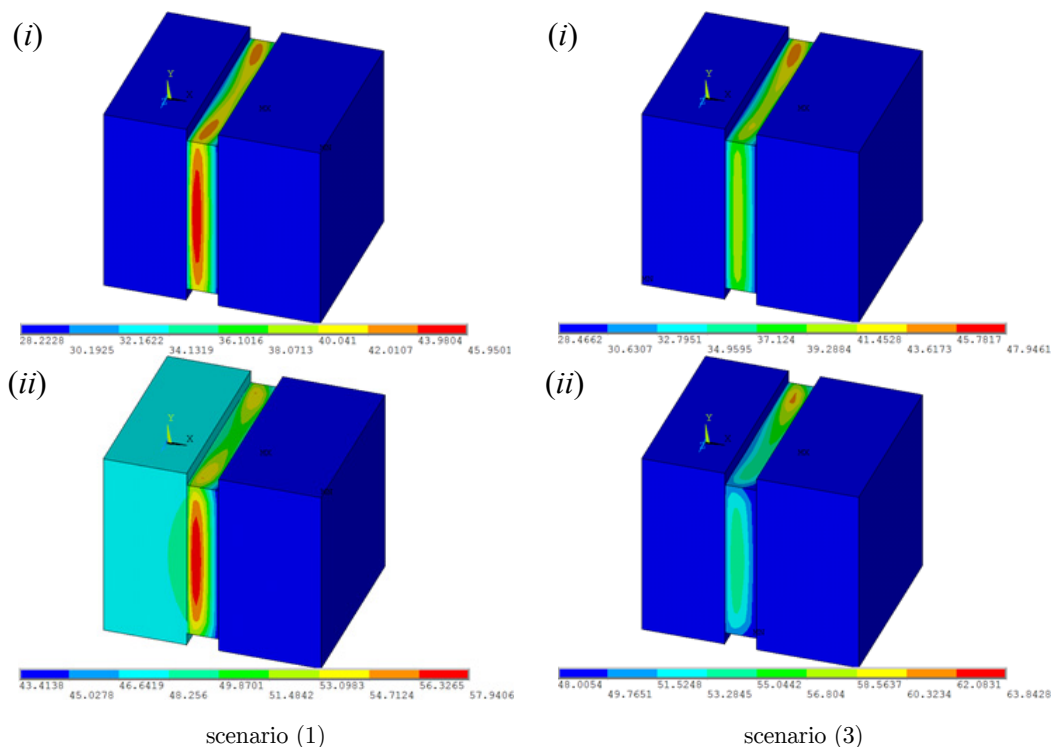 (i)
Y
X
28.2228 32.1622 36.1016 40.041 43.9804
30.1925 34.1319 38.0713 42.0107 45.9501
(ii)
Y
X
43.4138 46.6419 49.8701 53.0983 56.3265
45.0278 48.256 51.4842 54.7124 57.9406
scenario (1)
(i)
Y
X
28.4662 32.7951 37.124 41.4528 45.7817
30.6307 34.9595 39.2884 43.6173 47.9461
(ii)
Y
X
48.0054 51.5248 55.0442 58.5637 62.0831
49.7651 53.2845 56.804 60.3234 63.8428
scenario (3)